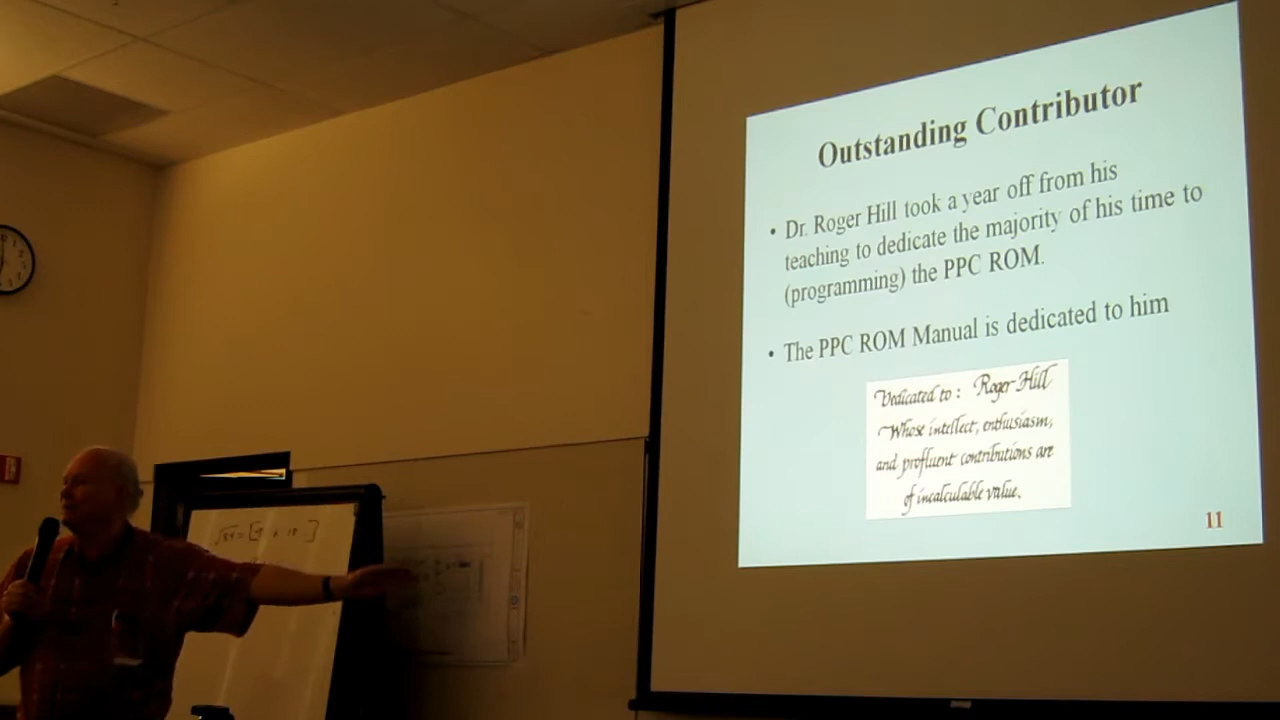 Outstanding Contributor
• Dr. Roger Hill took a year off from his
teaching to dedicate the majority of his time to
(programming) the PPC ROM.
• The PPC ROM Manual is dedicated to him
Dedicated to: Roger Hill
Whose intellect, enthusiasm,
and profluent contributions are
of incalculable value.
11